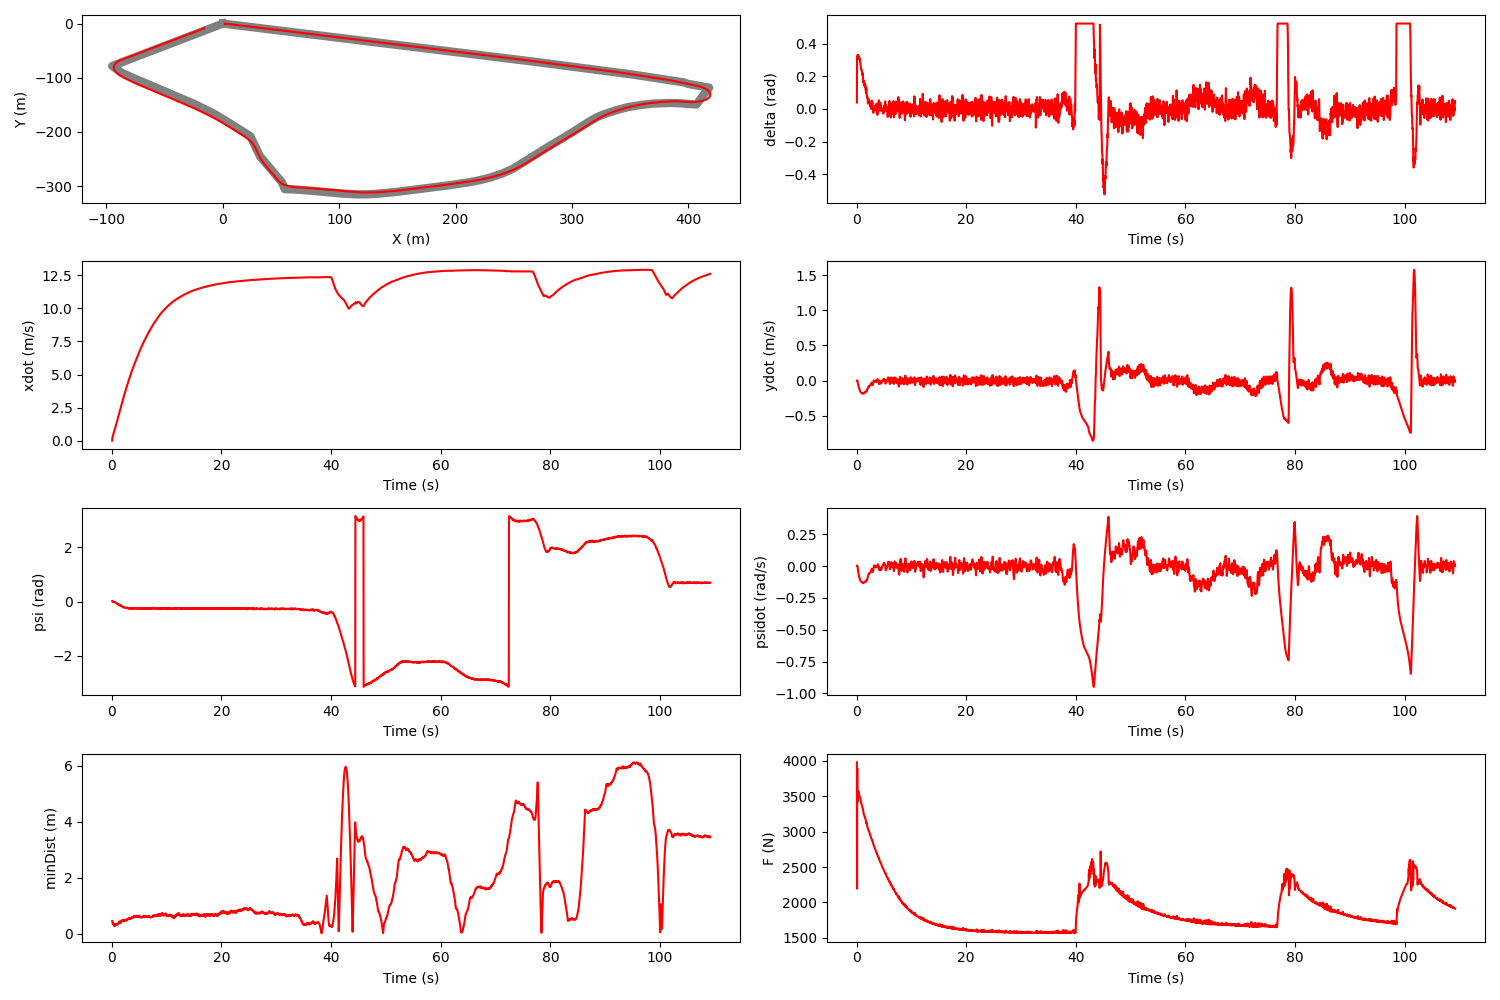 0
−100
−200
−300
Y (m)
−100 0 100 200 300 400
X (m)
0.4
0.2
0.0
−0.2
−0.4
delta (rad)
0 20 40 60 80 100
Time (s)
12.5
10.0
7.5
5.0
2.5
0.0
xdot (m/s)
0 20 40 60 80 100
Time (s)
1.5
1.0
0.5
0.0
−0.5
ydot (m/s)
0 20 40 60 80 100
Time (s)
2
0
−2
psi (rad)
0 20 40 60 80 100
Time (s)
0.25
0.00
−0.25
−0.50
−0.75
−1.00
psidot (rad/s)
0 20 40 60 80 100
Time (s)
6
4
2
0
minDist (m)
0 20 40 60 80 100
Time (s)
4000
3500
3000
2500
2000
1500
F (N)
0 20 40 60 80 100
Time (s)